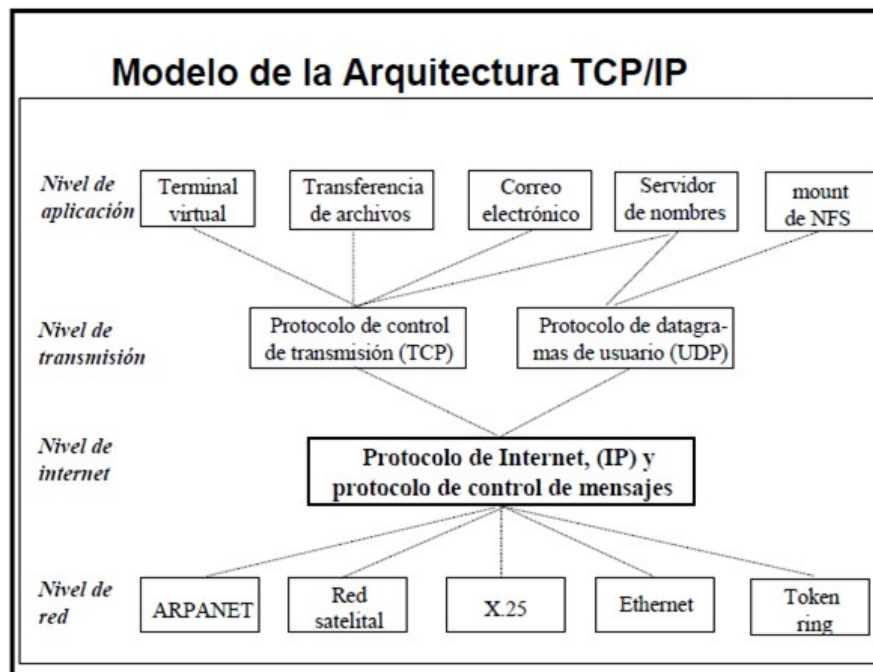 Modelo de la Arquitectura TCP/IP
Nivel de
aplicación
Terminal
virtual
Transferencia
de archivos
Correo
electrónico
Servidor
de nombres
mount
de NFS
Nivel de
transmisión
Protocolo de control
de transmisión (TCP)
Protocolo de datagra-
mas de usuario (UDP)
Nivel de
internet
Protocolo de Internet, (IP) y
protocolo de control de mensajes
Nivel de
red
ARPANET
Red
satelital
X.25
Ethernet
Token
ring